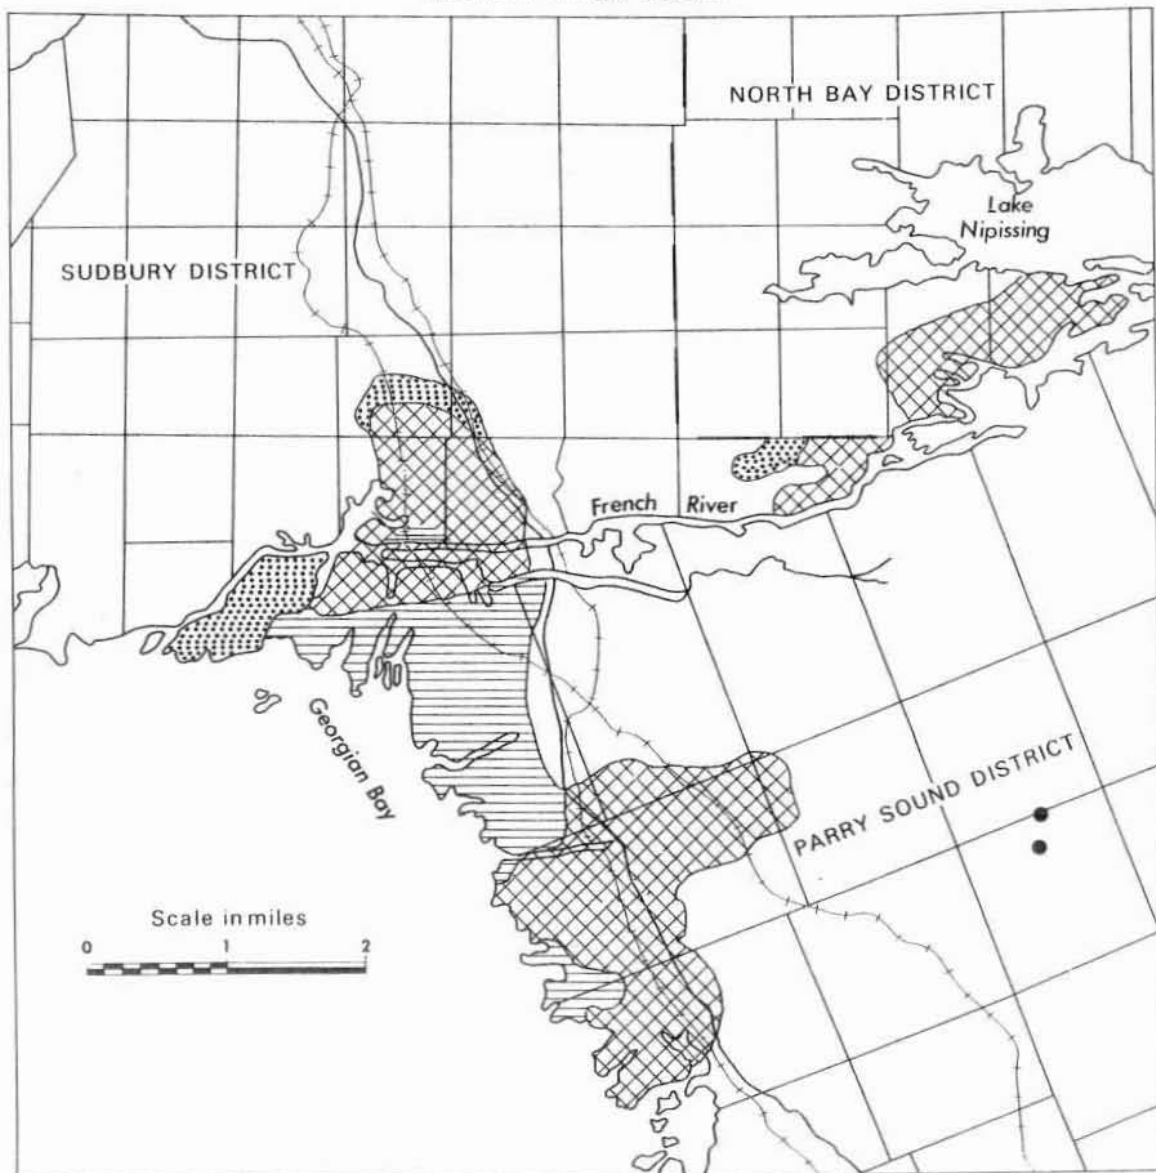 NORTH BAY DISTRICT
Lake
Nipissing
SUDBURY DISTRICT
French River
Georgian Bay
PARRY SOUND DISTRICT
Scale in miles
0 1 2